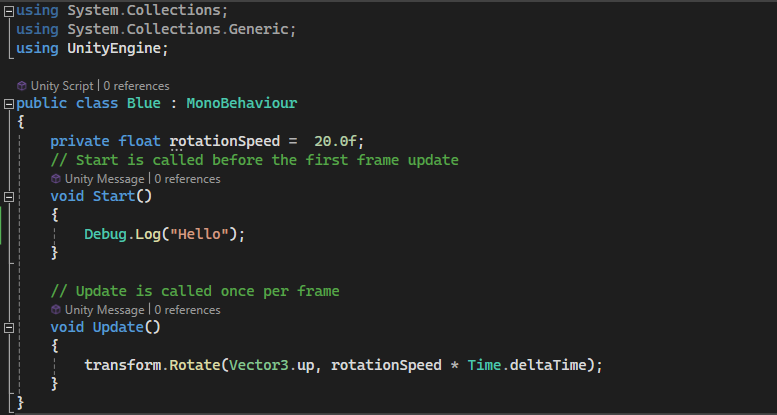 using System.Collections;
using System.Collections.Generic;
using UnityEngine;
Unity Script | 0 references
public class Blue : MonoBehaviour
{
private float rotationSpeed =  20.0f;
// Start is called before the first frame update
Unity Message | 0 references
void Start()
{
Debug.Log("Hello");
}
// Update is called once per frame
Unity Message | 0 references
void Update()
{
transform.Rotate(Vector3.up, rotationSpeed * Time.deltaTime);
}
}